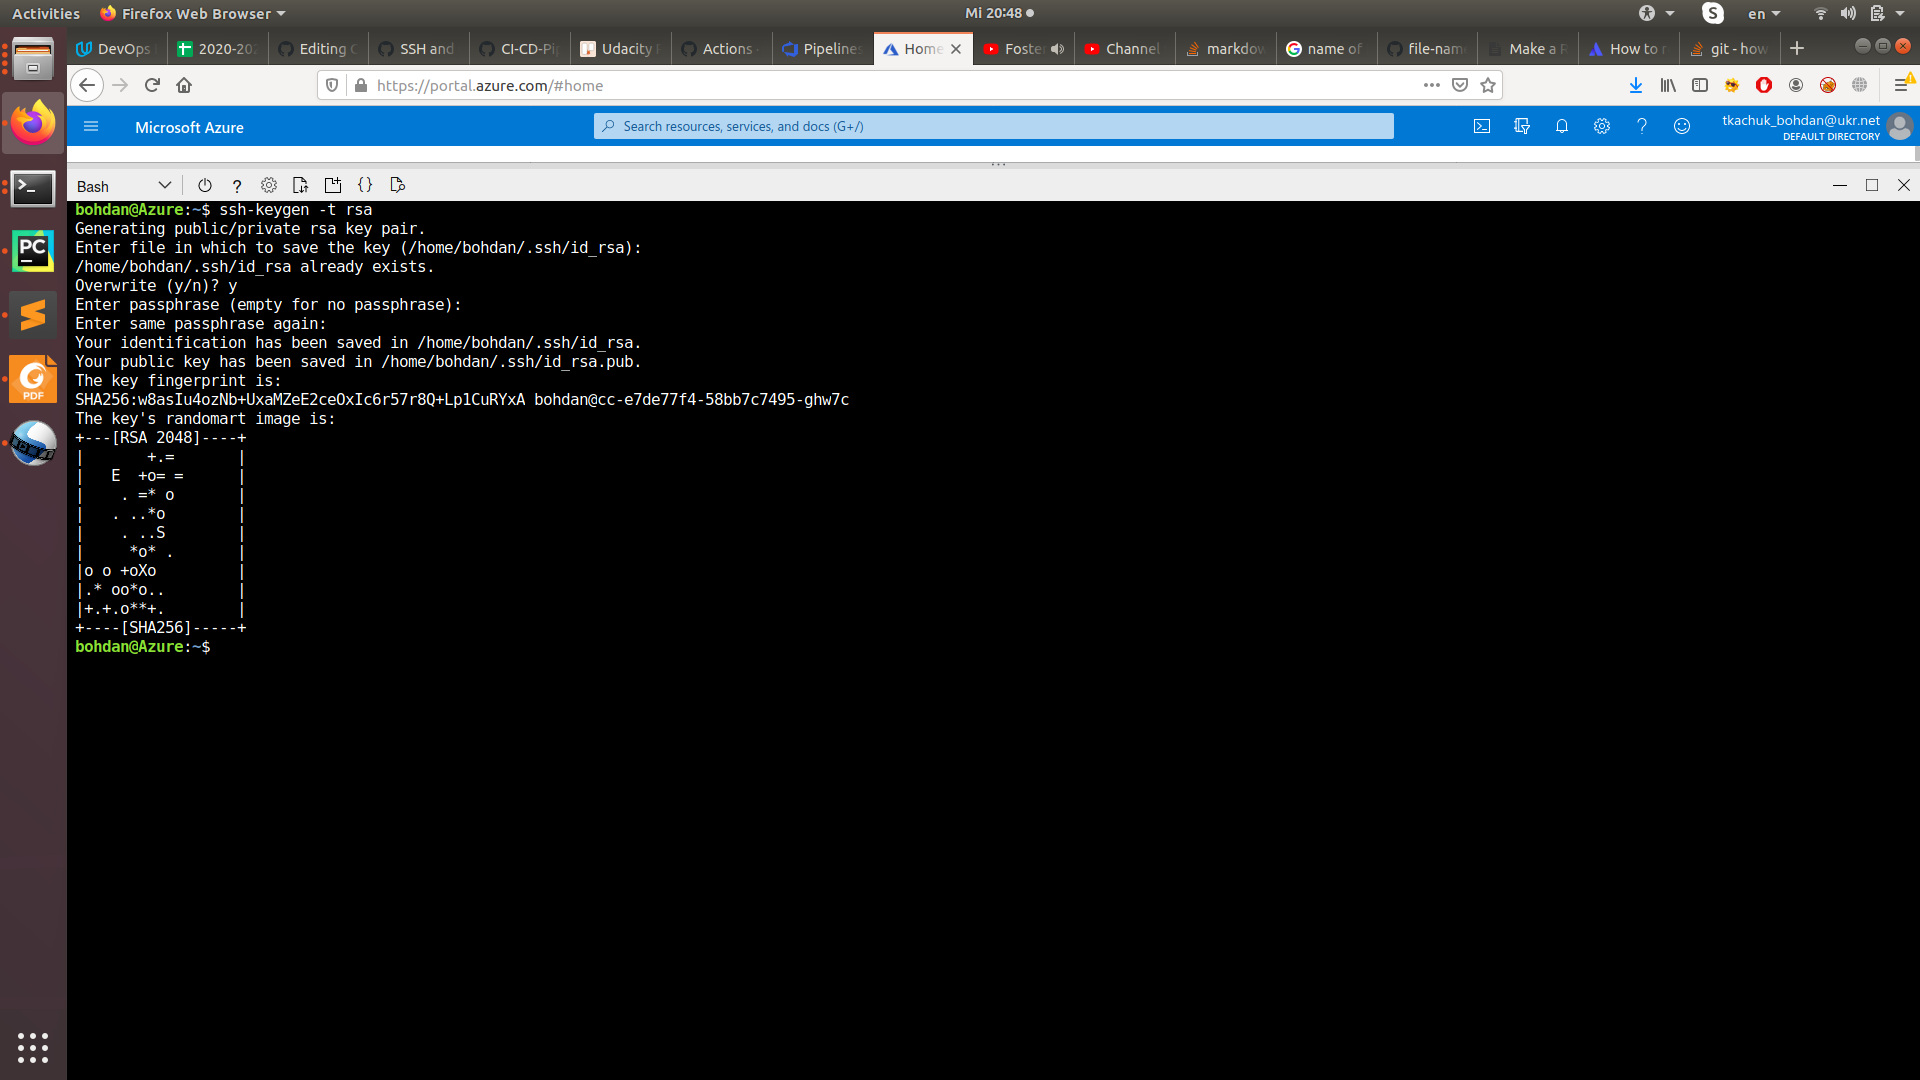 Activities
Firefox Web Browser
Mi 20:48
en
DevOps
2020-202
Editing C
SSH and
CI-CD-Pi
Udacity
Actions
Pipelines
Home
Foste
Channel
markdow
name of
file-nam
Make a R
How to r
git - how
https://portal.azure.com/#home
Microsoft Azure
Search resources, services, and docs (G+/)
tkachuk_bohdan@ukr.net
DEFAULT DIRECTORY
Bash
bohdan@Azure:~$ ssh-keygen -t rsa
Generating public/private rsa key pair.
Enter file in which to save the key (/home/bohdan/.ssh/id_rsa):
/home/bohdan/.ssh/id_rsa already exists.
Overwrite (y/n)? y
Enter passphrase (empty for no passphrase):
Enter same passphrase again:
Your identification has been saved in /home/bohdan/.ssh/id_rsa.
Your public key has been saved in /home/bohdan/.ssh/id_rsa.pub.
The key fingerprint is:
SHA256:w8asIu4ozNb+UxaMZeE2ceOxIc6r57r8Q+Lp1CuRYxA bohdan@cc-e7de77f4-58bb7c7495-ghw7c
The key's randomart image is:
+---[RSA 2048]----+
|       +.=       |
|   E  +o= =      |
|    . =* o       |
|   . ..*o        |
|    . ..S        |
|     *o* .       |
|o o +oXo         |
|.* oo*o..        |
|+.+.o**+.        |
+----[SHA256]-----+
bohdan@Azure:~$
PC
PDF